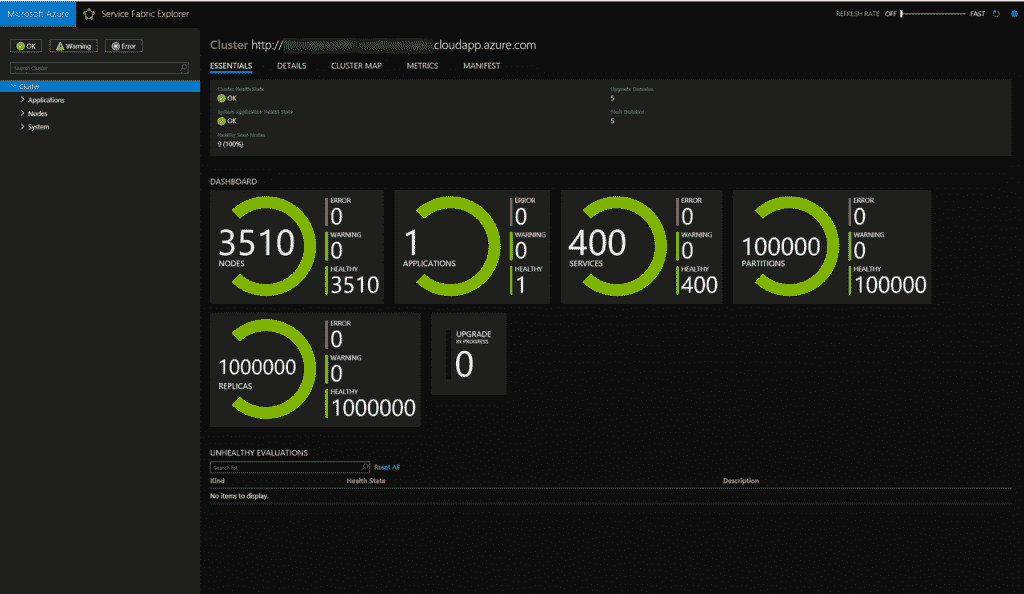 Microsoft Azure Service Fabric Explorer REFRESH RATE OFF FAST
OK Warning Error
Search Cluster
Cluster
Applications
Nodes
System
Cluster http:// .cloudapp.azure.com
ESSENTIALS DETAILS CLUSTER MAP METRICS MANIFEST
Cluster Health State Upgrade Domains
OK 5
System Application Health State Fault Domains
OK 5
Healthy Seed Nodes
9 (100%)
DASHBOARD
3510
NODES
ERROR
0
WARNING
0
HEALTHY
3510
1
APPLICATIONS
ERROR
0
WARNING
0
HEALTHY
1
400
SERVICES
ERROR
0
WARNING
0
HEALTHY
400
100000
PARTITIONS
ERROR
0
WARNING
0
HEALTHY
100000
1000000
REPLICAS
ERROR
0
WARNING
0
HEALTHY
1000000
UPGRADE
IN PROGRESS
0
UNHEALTHY EVALUATIONS
Search list Reset All
Kind Health State Description
No items to display.